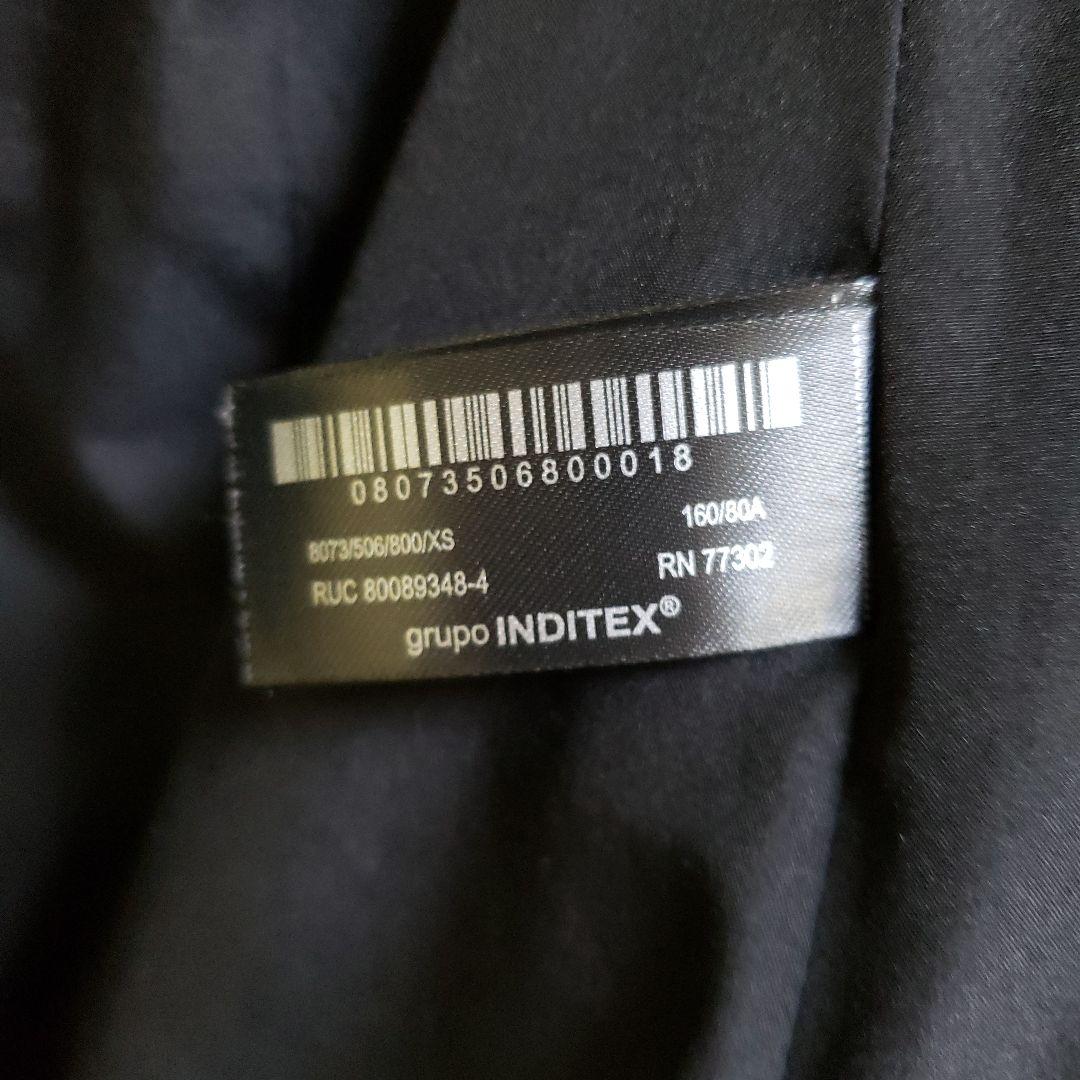 08073506800018
160/80A
8073/506/800/XS
RN 77302
RUC 80089348-4
grupo INDITEX®